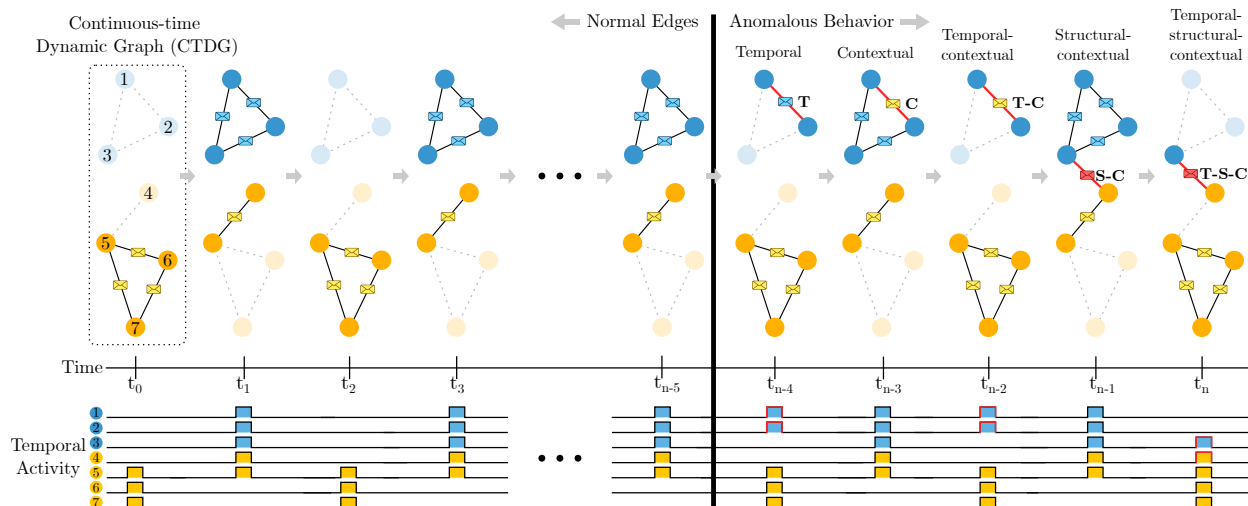 Continuous-time
Dynamic Graph (CTDG)
Normal Edges
Anomalous Behavior
Temporal
Contextual
Temporal-
contextual
Structural-
contextual
Temporal-
structural-
contextual
1
2
3
4
5
6
7
T
C
T-C
S-C
T-S-C
Time
t0
t1
t2
t3
tn-5
tn-4
tn-3
tn-2
tn-1
tn
Temporal
Activity
1
2
3
4
5
6
7